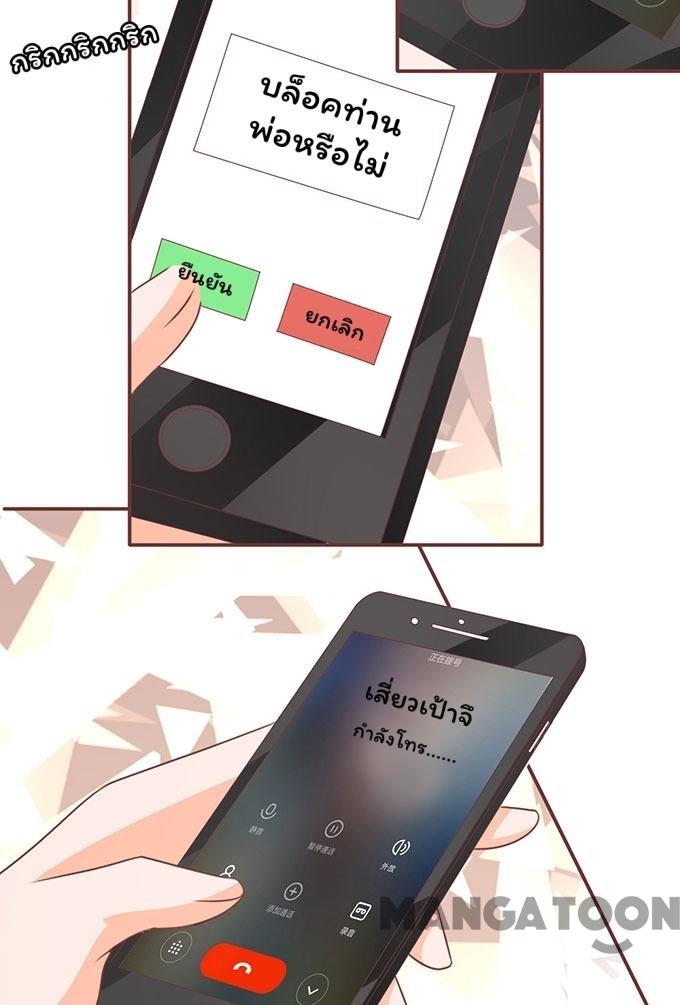 กริกกริกกริก
บล็อคท่าน
พ่อหรือไม่
ยืนยัน
ยกเลิก
正在拨号
เสี่ยวเป้าจึ
กำลังโทร......
静音
暂停通话
外放
添加通话
录音
MANGATOON